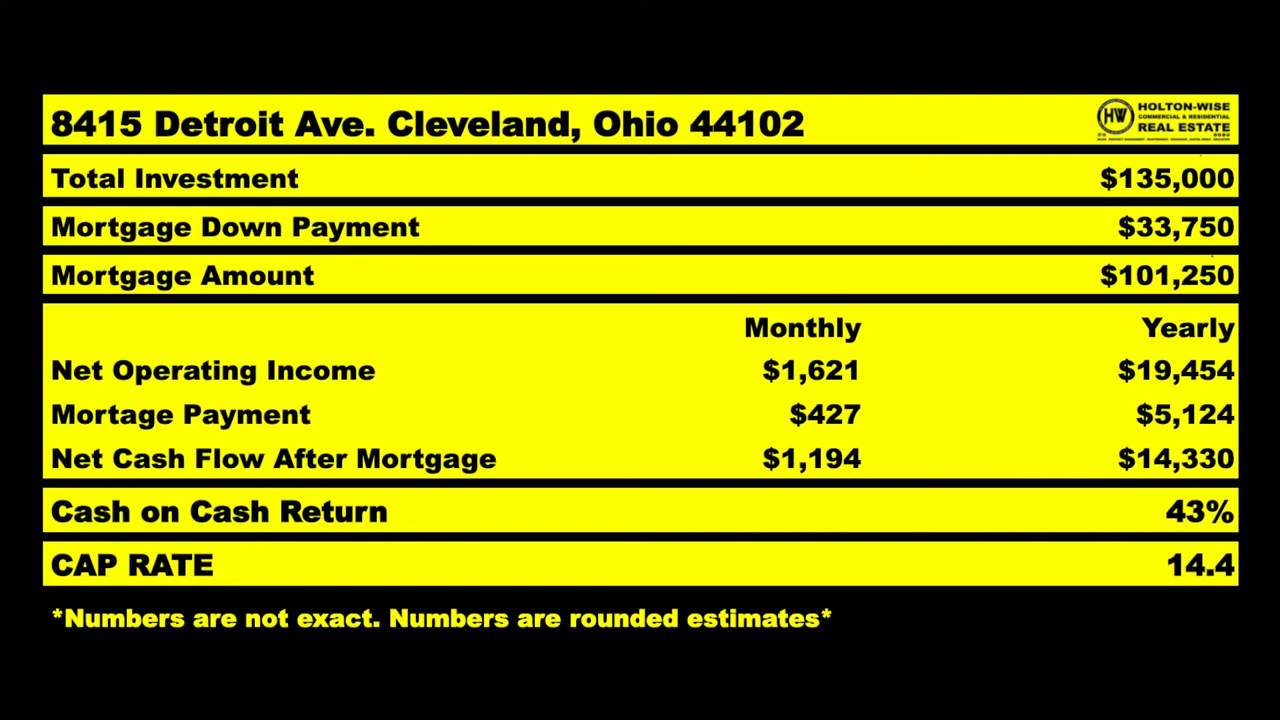 8415 Detroit Ave. Cleveland, Ohio 44102
HW
HOLTON-WISE
COMMERCIAL & RESIDENTIAL
REAL ESTATE
Total Investment $135,000
Mortgage Down Payment $33,750
Mortgage Amount $101,250
Monthly Yearly
Net Operating Income $1,621 $19,454
Mortage Payment $427 $5,124
Net Cash Flow After Mortgage $1,194 $14,330
Cash on Cash Return 43%
CAP RATE 14.4
*Numbers are not exact. Numbers are rounded estimates*